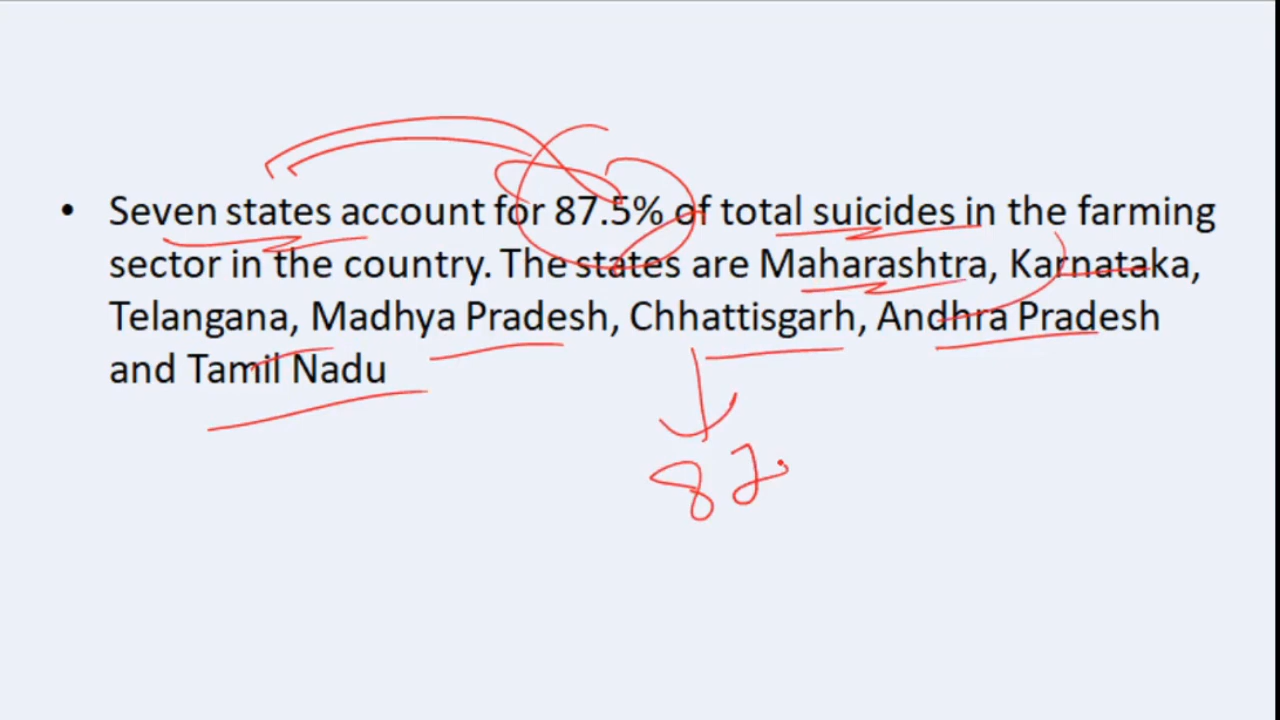 • Seven states account for 87.5% of total suicides in the farming
sector in the country. The states are Maharashtra, Karnataka,
Telangana, Madhya Pradesh, Chhattisgarh, Andhra Pradesh
and Tamil Nadu